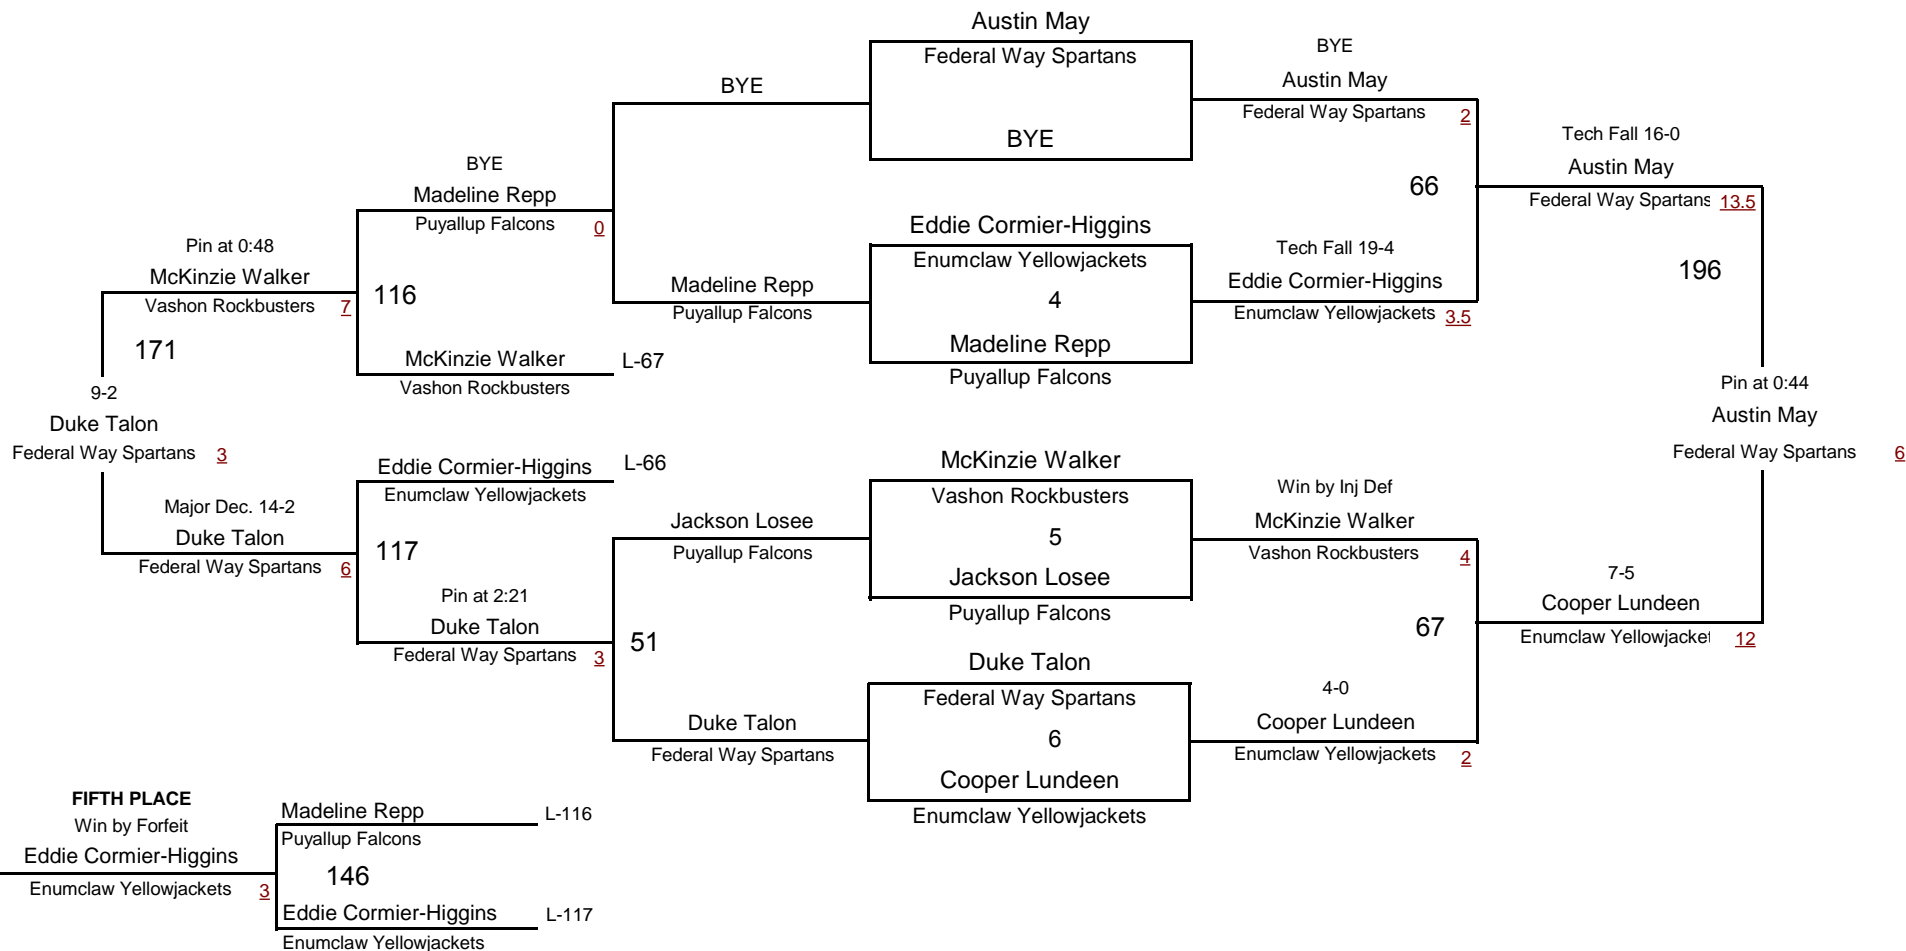 Austin May
Federal Way Spartans
BYE
BYE
Austin May
Federal Way Spartans 2
BYE
BYE
Madeline Repp
Puyallup Falcons 0
Tech Fall 16-0
Austin May
Federal Way Spartans 13.5
66
Eddie Cormier-Higgins
Enumclaw Yellowjackets
4
Madeline Repp
Puyallup Falcons
Tech Fall 19-4
Eddie Cormier-Higgins
Enumclaw Yellowjackets 3.5
196
Pin at 0:48
McKinzie Walker
Vashon Rockbusters 7
116
Madeline Repp
Puyallup Falcons
171
McKinzie Walker L-67
Vashon Rockbusters
9-2
Duke Talon
Federal Way Spartans 3
Pin at 0:44
Austin May
Federal Way Spartans 6
Eddie Cormier-Higgins L-66
Enumclaw Yellowjackets
McKinzie Walker
Vashon Rockbusters
5
Jackson Losee
Puyallup Falcons
Win by Inj Def
McKinzie Walker
Vashon Rockbusters 4
Major Dec. 14-2
Duke Talon
Federal Way Spartans 6
117
Jackson Losee
Puyallup Falcons
Pin at 2:21
Duke Talon
Federal Way Spartans 3
51
67
7-5
Cooper Lundeen
Enumclaw Yellowjacket 12
Duke Talon
Federal Way Spartans
6
Cooper Lundeen
Enumclaw Yellowjackets
4-0
Cooper Lundeen
Enumclaw Yellowjackets 2
Duke Talon
Federal Way Spartans
FIFTH PLACE
Win by Forfeit
Eddie Cormier-Higgins
Enumclaw Yellowjackets 3
Madeline Repp L-116
Puyallup Falcons
146
Eddie Cormier-Higgins L-117
Enumclaw Yellowjackets